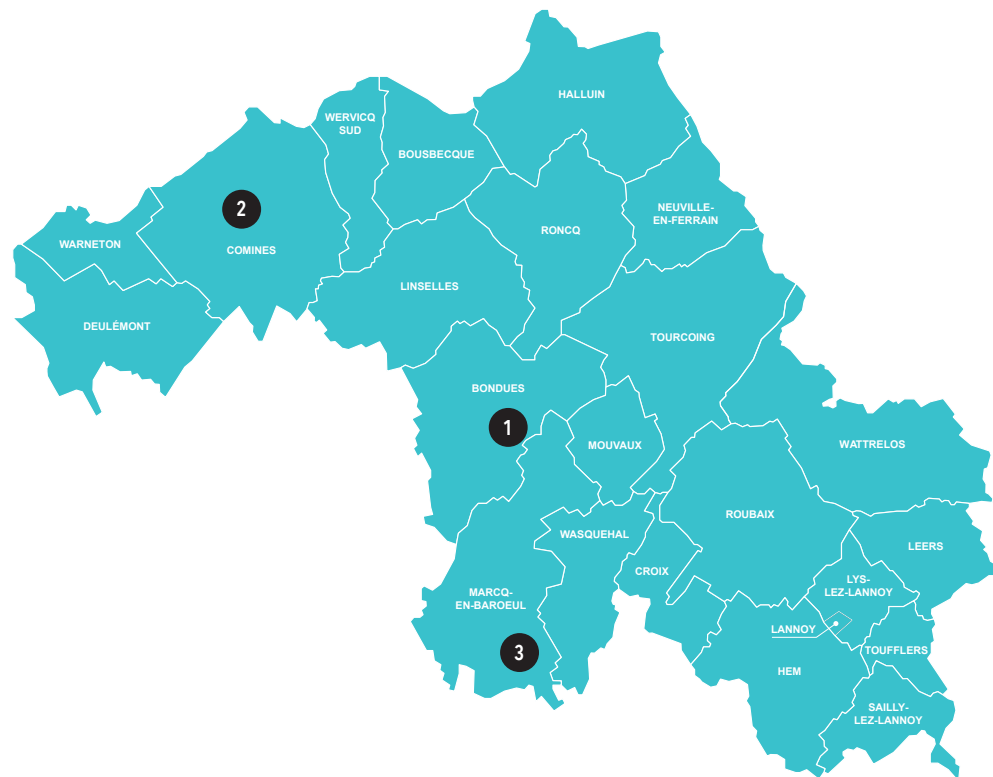 HALLUIN
WERVICQ
SUD
BOUSBECQUE
2
NEUVILLE-
EN-FERRAIN
RONCQ
WARNETON
COMINES
LINSELLES
DEULÉMONT
TOURCOING
BONDUES
1
MOUVAUX
WATTRELOS
ROUBAIX
WASQUEHAL
LEERS
CROIX
LYS-
LEZ-LANNOY
MARCQ-
EN-BAROEUL
LANNOY
3
TOUFFLERS
HEM
SAILLY-
LEZ-LANNOY